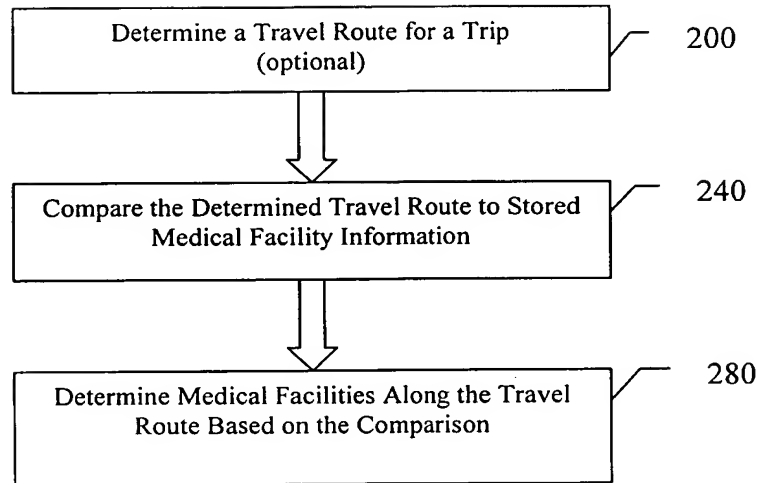 Determine a Travel Route for a Trip
(optional)
200
Compare the Determined Travel Route to Stored
Medical Facility Information
240
Determine Medical Facilities Along the Travel
Route Based on the Comparison
280